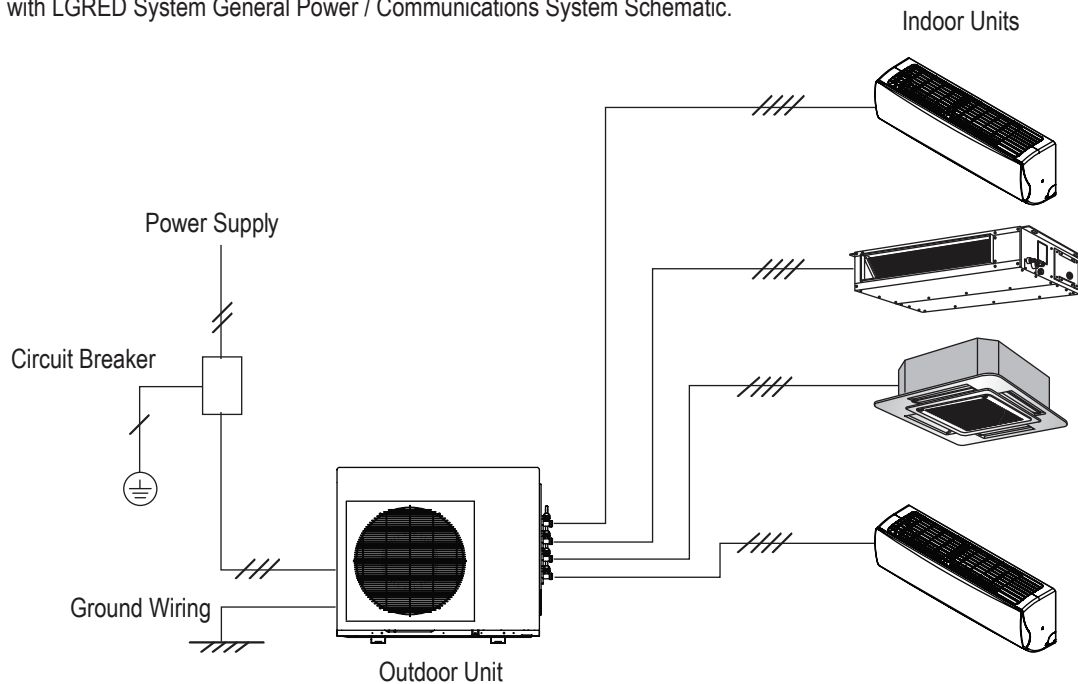 with LGRED System General Power / Communications System Schematic.
Indoor Units
Power Supply
Circuit Breaker
Ground Wiring
Outdoor Unit